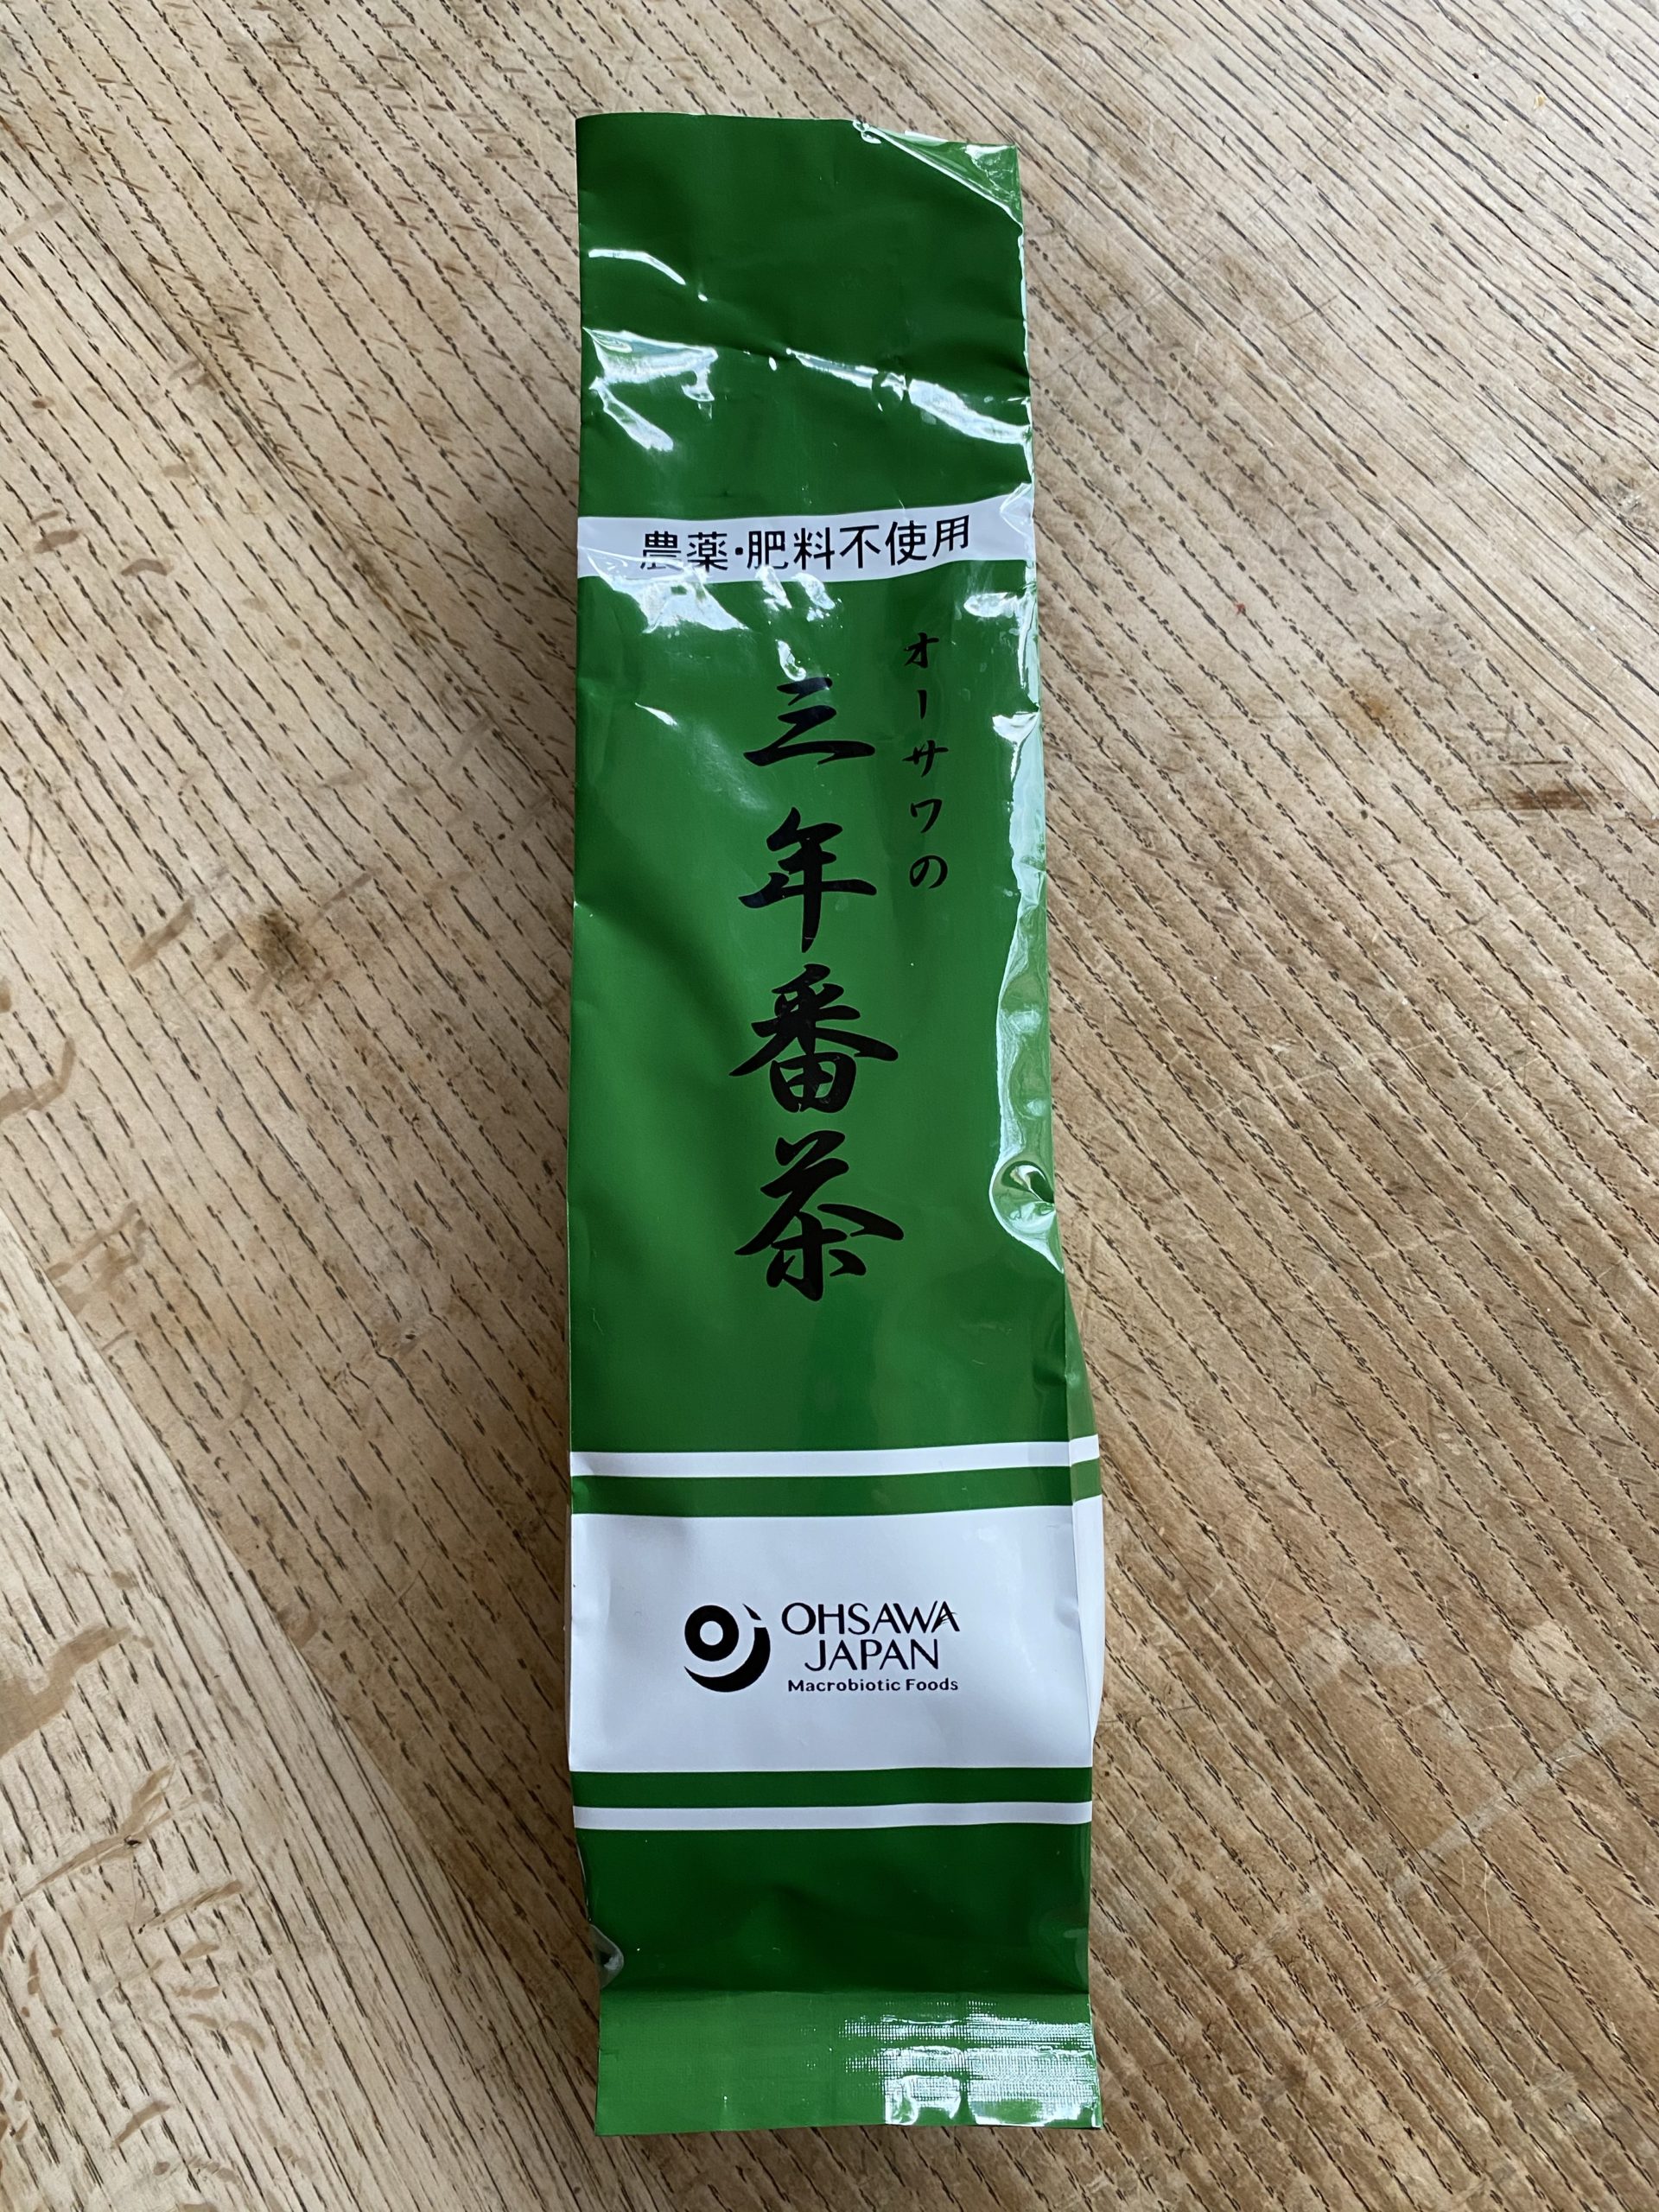 農薬・肥料不使用
オーサワの
三年番茶
OHSAWA
JAPAN
Macrobiotic Foods